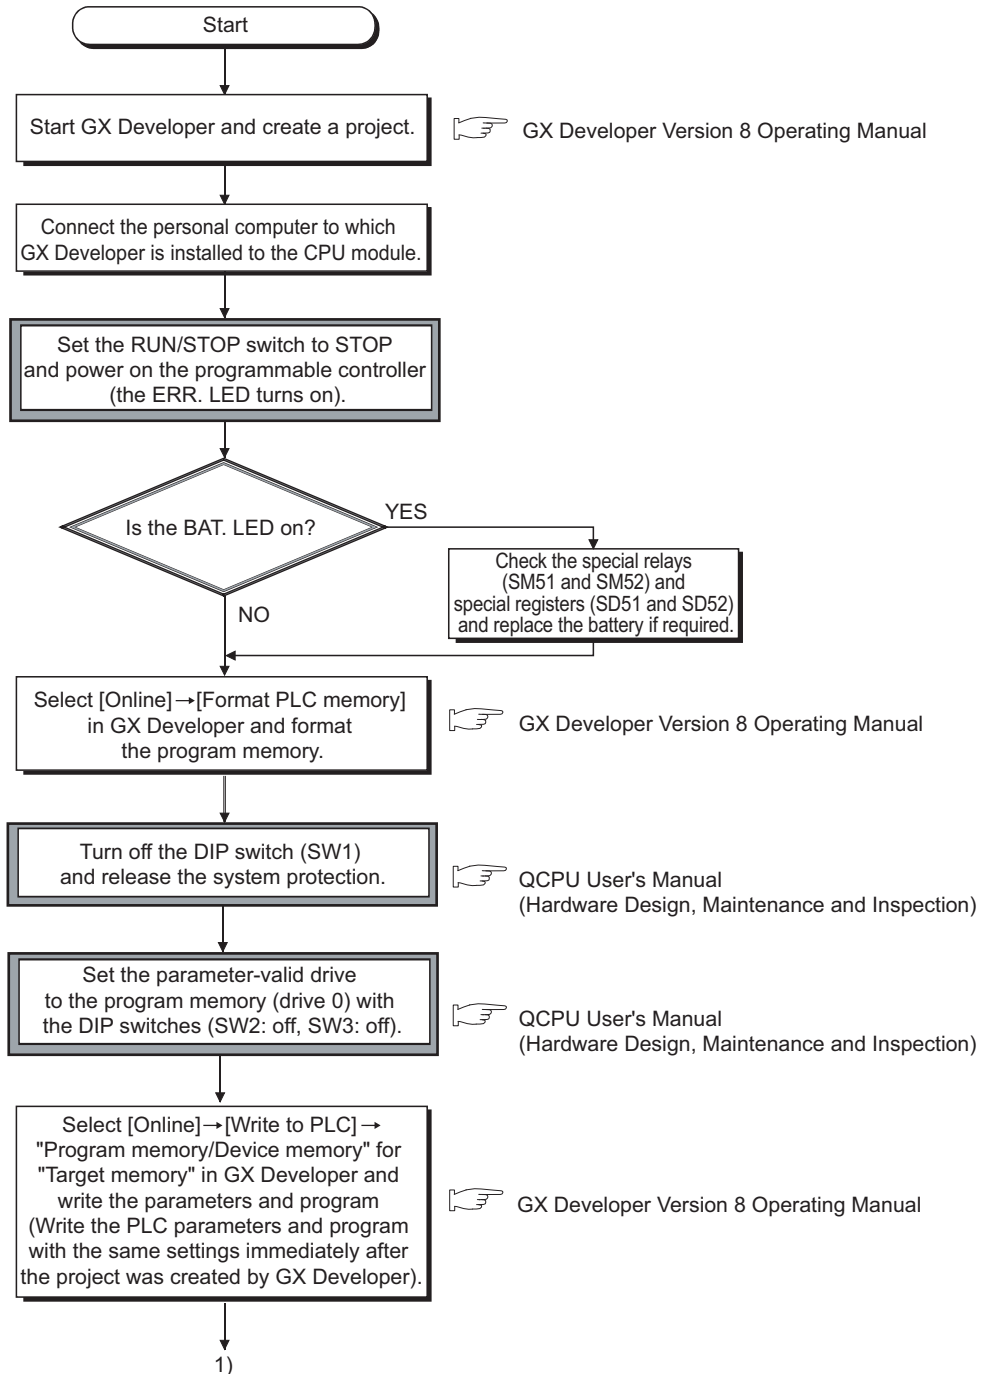 Start
Start GX Developer and create a project.
GX Developer Version 8 Operating Manual
Connect the personal computer to which
GX Developer is installed to the CPU module.
Set the RUN/STOP switch to STOP
and power on the programmable controller
(the ERR. LED turns on).
Is the BAT. LED on?
YES
Check the special relays
(SM51 and SM52) and
special registers (SD51 and SD52)
and replace the battery if required.
NO
Select [Online]→[Format PLC memory]
in GX Developer and format
the program memory.
GX Developer Version 8 Operating Manual
Turn off the DIP switch (SW1)
and release the system protection.
QCPU User's Manual
(Hardware Design, Maintenance and Inspection)
Set the parameter-valid drive
to the program memory (drive 0) with
the DIP switches (SW2: off, SW3: off).
QCPU User's Manual
(Hardware Design, Maintenance and Inspection)
Select [Online]→[Write to PLC]→
"Program memory/Device memory" for
"Target memory" in GX Developer and
write the parameters and program
(Write the PLC parameters and program
with the same settings immediately after
the project was created by GX Developer).
GX Developer Version 8 Operating Manual
1)